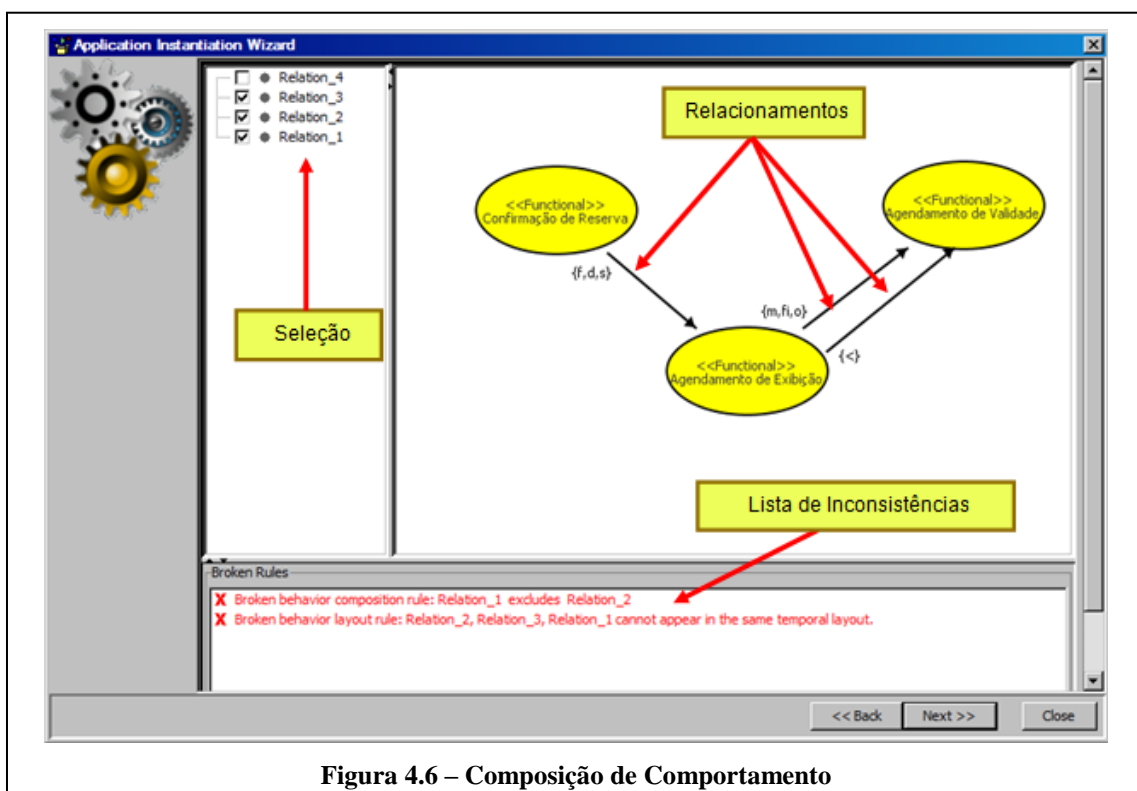 Application Instantiation Wizard
Relation_4
Relation_3
Relation_2
Relation_1
Seleção
Relacionamentos
<<Functional>>
Confirmação de Reserva
<<Functional>>
Agendamento de Validade
{f,d,s}
{m,fi,o}
{<}
<<Functional>>
Agendamento de Exibição
Lista de Inconsistências
Broken Rules
X Broken behavior composition rule: Relation_1 excludes Relation_2
X Broken behavior layout rule: Relation_2, Relation_3, Relation_1 cannot appear in the same temporal layout.
<< Back
Next >>
Close
Figura 4.6 – Composição de Comportamento